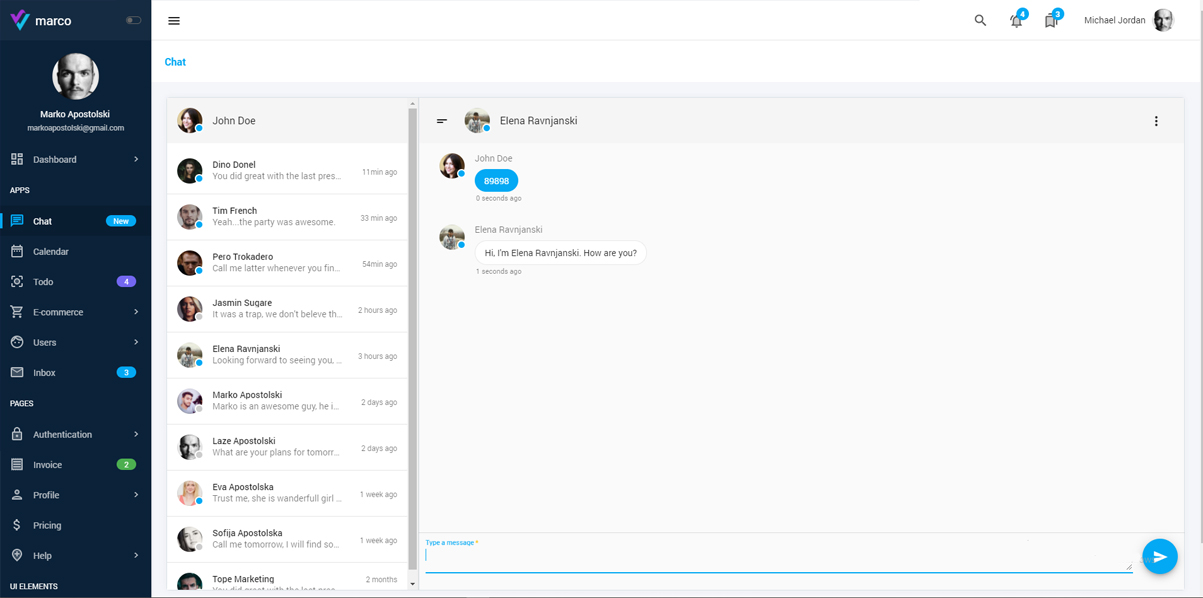 marco
4
3
Michael Jordan
Marko Apostolski
markoapostolski@gmail.com
Dashboard
APPS
Chat
New
Calendar
Todo
4
E-commerce
Users
Inbox
3
PAGES
Authentication
Invoice
2
Profile
Pricing
Help
UI ELEMENTS
Chat
John Doe
Dino Donel
You did great with the last pres...
11min ago
Tim French
Yeah...the party was awesome.
33 min ago
Pero Trokadero
Call me latter whenever you fin...
54min ago
Jasmin Sugare
It was a trap, we don't beleve th...
2 hours ago
Elena Ravnjanski
Looking forward to seeing you, ...
3 hours ago
Marko Apostolski
Marko is an awesome guy, he i...
2 days ago
Laze Apostolski
What are your plans for tomorr...
2 days ago
Eva Apostolska
Trust me, she is wanderfull girl ...
1 week ago
Sofija Apostolska
Call me tomorrow, I will find so...
1 week ago
Tope Marketing
You did great with the last pres...
2 months
Elena Ravnjanski
John Doe
89898
0 seconds ago
Elena Ravnjanski
Hi, I'm Elena Ravnjanski. How are you?
1 seconds ago
Type a message *